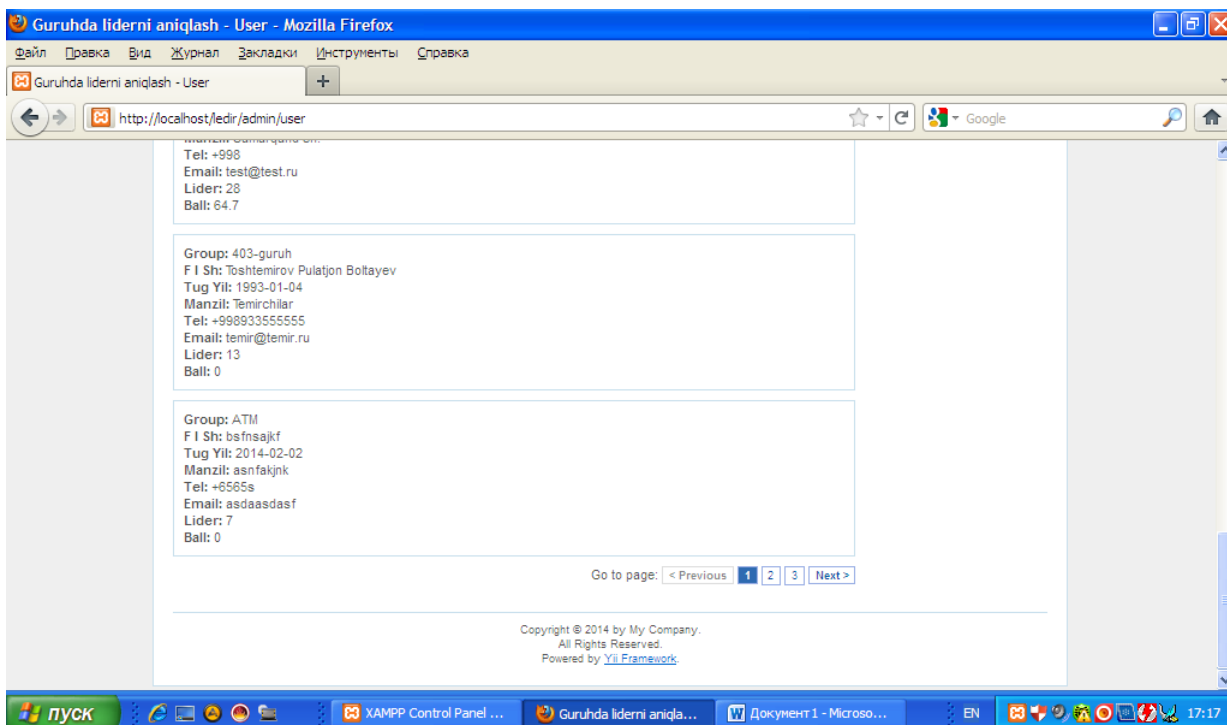 Guruhda liderni aniqlash - User - Mozilla Firefox
Файл Правка Вид Журнал Закладки Инструменты Справка
Guruhda liderni aniqlash - User
http://localhost/ledir/admin/user Google
Tel: +998
Email: test@test.ru
Lider: 28
Ball: 64.7
Group: 403-guruh
F I Sh: Toshtemirov Pulatjon Boltayev
Tug Yil: 1993-01-04
Manzil: Temirchilar
Tel: +998933555555
Email: temir@temir.ru
Lider: 13
Ball: 0
Group: ATM
F I Sh: bsfnsajkf
Tug Yil: 2014-02-02
Manzil: asnfakjnk
Tel: +6565s
Email: asdaasdasf
Lider: 7
Ball: 0
Go to page: < Previous 1 2 3 Next >
Copyright © 2014 by My Company.
All Rights Reserved.
Powered by Yii Framework.
пуск XAMPP Control Panel ... Guruhda liderni aniqla... Документ1 - Microso... EN 17:17